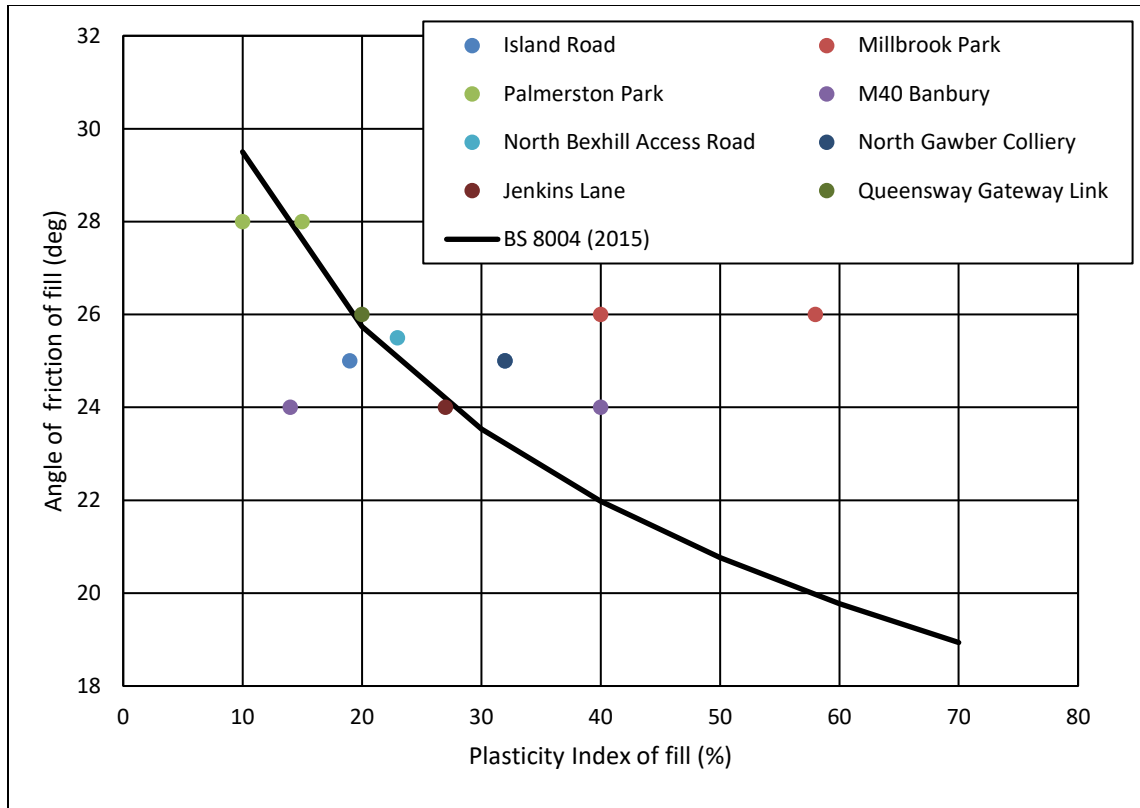 32
30
28
26
24
22
20
18
Angle of friction of fill (deg)
Island Road
Millbrook Park
Palmerston Park
M40 Banbury
North Bexhill Access Road
North Gawber Colliery
Jenkins Lane
Queensway Gateway Link
BS 8004 (2015)
0 10 20 30 40 50 60 70 80
Plasticity Index of fill (%)